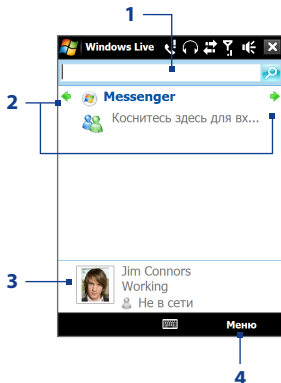 1
Windows Live
2
Messenger
Коснитесь здесь для вх...
3
Jim Connors
Working
Не в сети
Меню
4